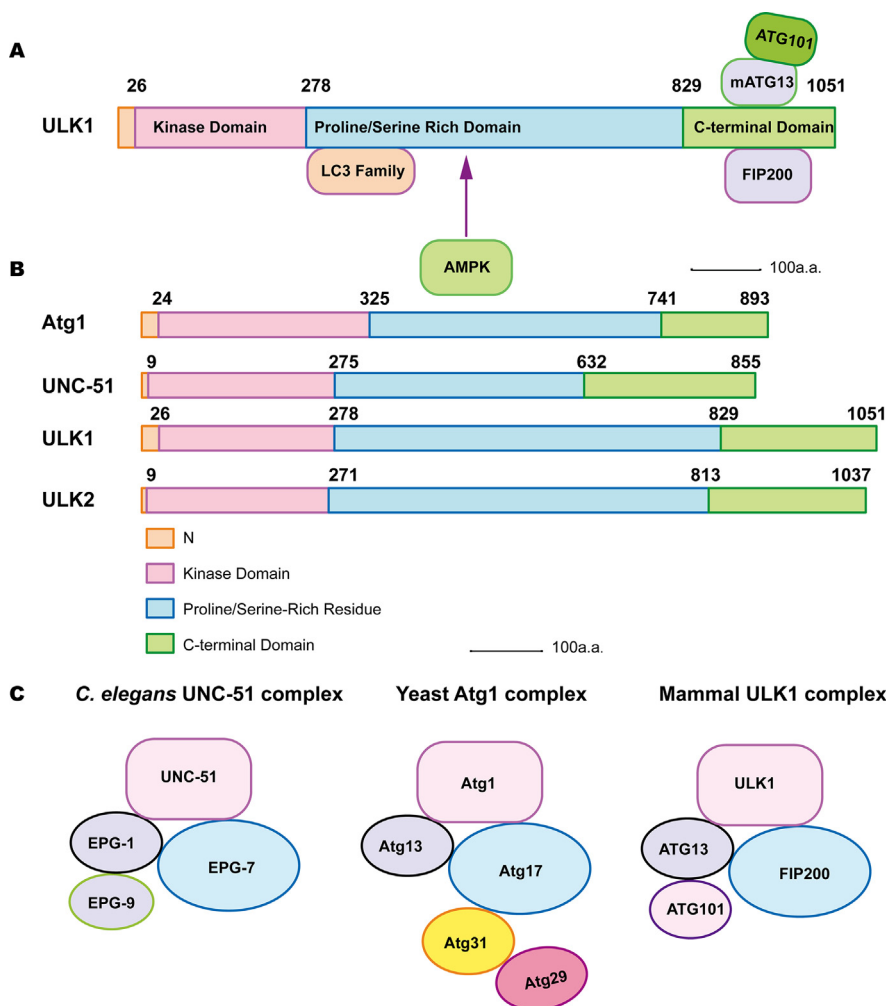 A
ATG101
26
278
829
mATG13
1051
ULK1
Kinase Domain
Proline/Serine Rich Domain
C-terminal Domain
LC3 Family
FIP200
B
AMPK
100a.a.
24
325
741
893
Atg1
9
275
632
855
UNC-51
26
278
829
1051
ULK1
9
271
813
1037
ULK2
N
Kinase Domain
Proline/Serine-Rich Residue
C-terminal Domain
100a.a.
C
C. elegans UNC-51 complex
Yeast Atg1 complex
Mammal ULK1 complex
UNC-51
EPG-1
EPG-7
EPG-9
Atg1
Atg13
Atg17
Atg31
Atg29
ULK1
ATG13
FIP200
ATG101